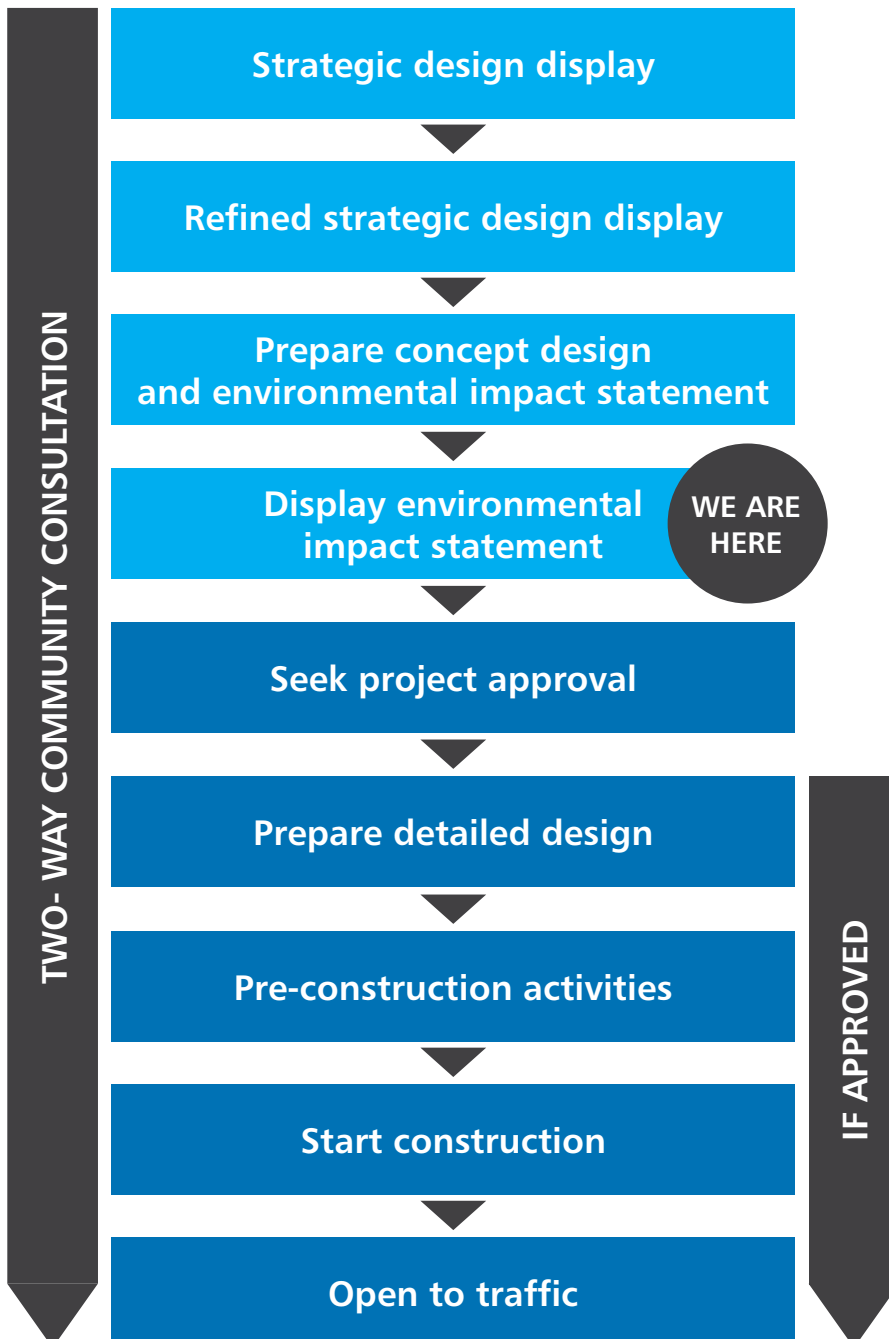 TWO- WAY COMMUNITY CONSULTATION
Strategic design display
Refined strategic design display
Prepare concept design
and environmental impact statement
Display environmental
impact statement
WE ARE
HERE
Seek project approval
Prepare detailed design
Pre-construction activities
Start construction
Open to traffic
IF APPROVED